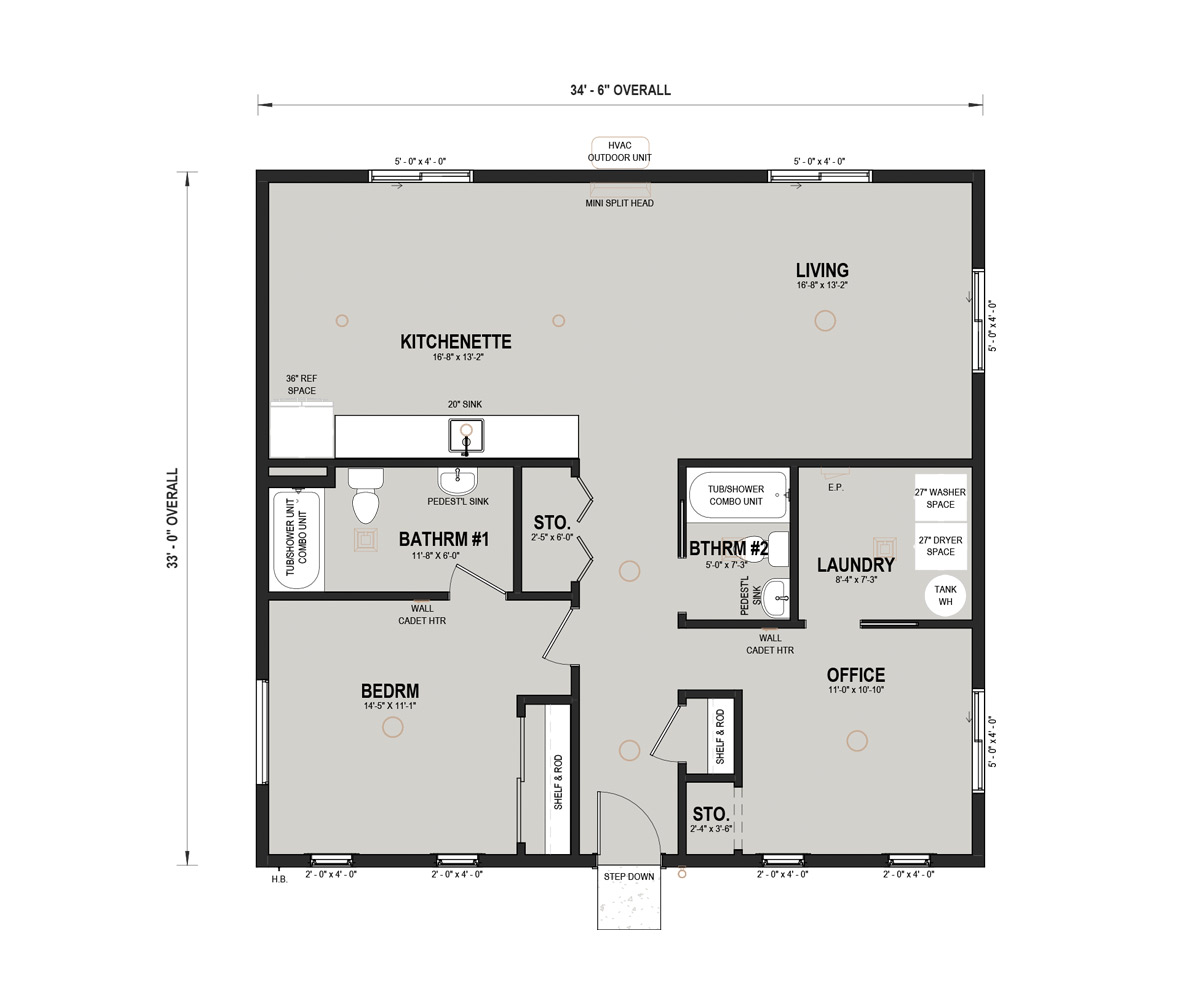 34' - 6" OVERALL
HVAC
OUTDOOR UNIT
5' - 0" x 4' - 0"
5' - 0" x 4' - 0"
MINI SPLIT HEAD
LIVING
16'-8" x 13'-2"
5' - 0" x 4' - 0"
KITCHENETTE
16'-8" x 13'-2"
36" REF
SPACE
20" SINK
33' - 0" OVERALL
TUB/SHOWER UNIT
COMBO UNIT
PEDEST'L SINK
BATHRM #1
11'-8" X 6'-0"
STO.
2'-5" x 6'-0"
TUB/SHOWER
COMBO UNIT
BTHRM #2
5'-0" x 7'-3"
PEDEST'L
SINK
E.P.
27" WASHER
SPACE
27" DRYER
SPACE
LAUNDRY
8'-4" x 7'-3"
TANK
WH
WALL
CADET HTR
WALL
CADET HTR
BEDRM
14'-5" X 11'-1"
OFFICE
11'-0" x 10'-10"
SHELF & ROD
SHELF & ROD
5' - 0" x 4' - 0"
STO.
2'-4" x 3'-6"
H.B.
2' - 0" x 4' - 0"
2' - 0" x 4' - 0"
STEP DOWN
2' - 0" x 4' - 0"
2' - 0" x 4' - 0"